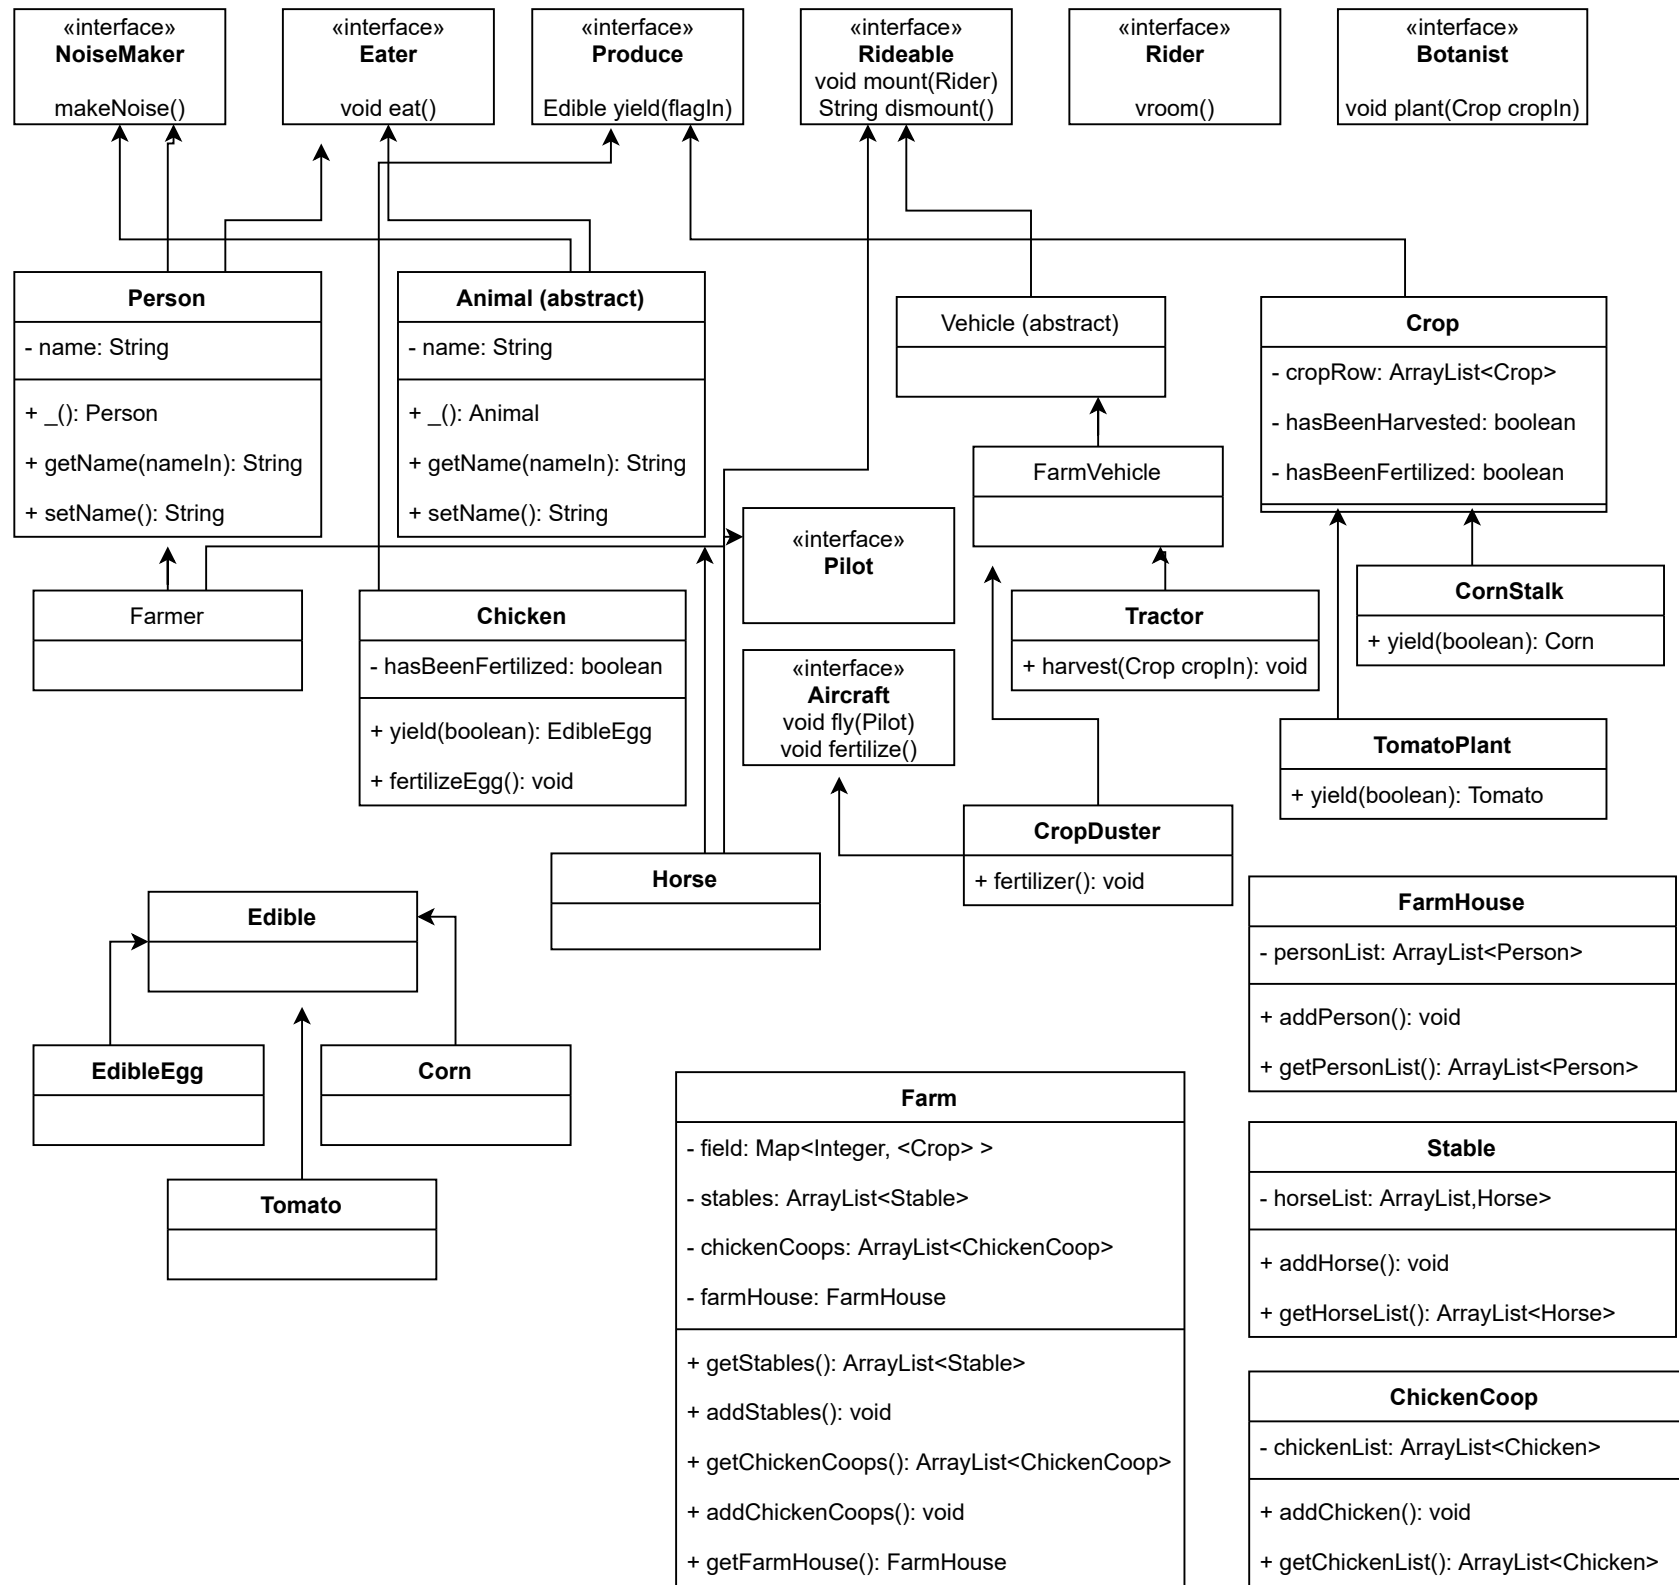 «interface»
NoiseMaker
makeNoise()
«interface»
Eater
void eat()
«interface»
Produce
Edible yield(flagIn)
«interface»
Rideable
void mount(Rider)
String dismount()
«interface»
Rider
vroom()
«interface»
Botanist
void plant(Crop cropIn)
Person
- name: String
+ _(): Person
+ getName(nameIn): String
+ setName(): String
Animal (abstract)
- name: String
+ _(): Animal
+ getName(nameIn): String
+ setName(): String
Vehicle (abstract)
Crop
- cropRow: ArrayList<Crop>
- hasBeenHarvested: boolean
- hasBeenFertilized: boolean
FarmVehicle
«interface»
Pilot
Farmer
Chicken
- hasBeenFertilized: boolean
+ yield(boolean): EdibleEgg
+ fertilizeEgg(): void
Tractor
+ harvest(Crop cropIn): void
CornStalk
+ yield(boolean): Corn
«interface»
Aircraft
void fly(Pilot)
void fertilize()
TomatoPlant
+ yield(boolean): Tomato
CropDuster
+ fertilizer(): void
Horse
Edible
EdibleEgg
Corn
Tomato
FarmHouse
- personList: ArrayList<Person>
+ addPerson(): void
+ getPersonList(): ArrayList<Person>
Farm
- field: Map<Integer, <Crop> >
- stables: ArrayList<Stable>
- chickenCoops: ArrayList<ChickenCoop>
- farmHouse: FarmHouse
+ getStables(): ArrayList<Stable>
+ addStables(): void
+ getChickenCoops(): ArrayList<ChickenCoop>
+ addChickenCoops(): void
+ getFarmHouse(): FarmHouse
Stable
- horseList: ArrayList,Horse>
+ addHorse(): void
+ getHorseList(): ArrayList<Horse>
ChickenCoop
- chickenList: ArrayList<Chicken>
+ addChicken(): void
+ getChickenList(): ArrayList<Chicken>